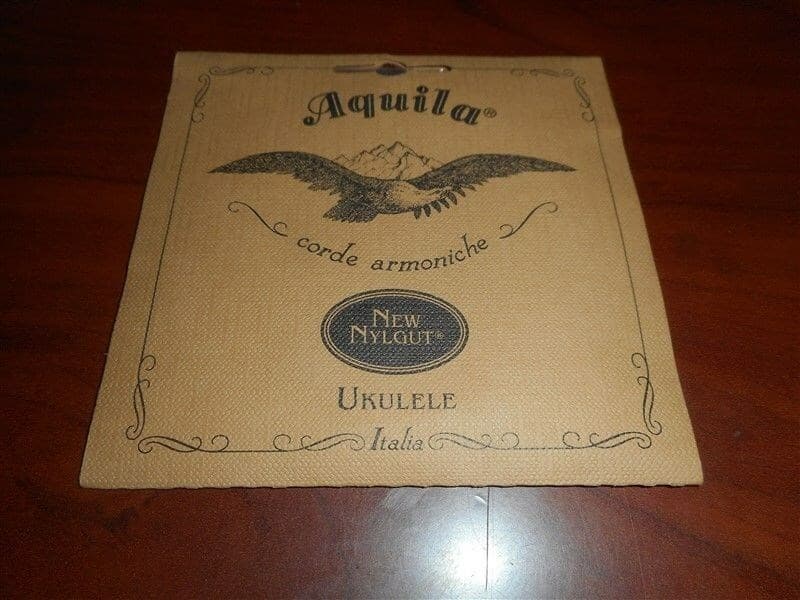 Aquila®
corde armoniche
NEW
NYLGUT®
UKULELE
Italia